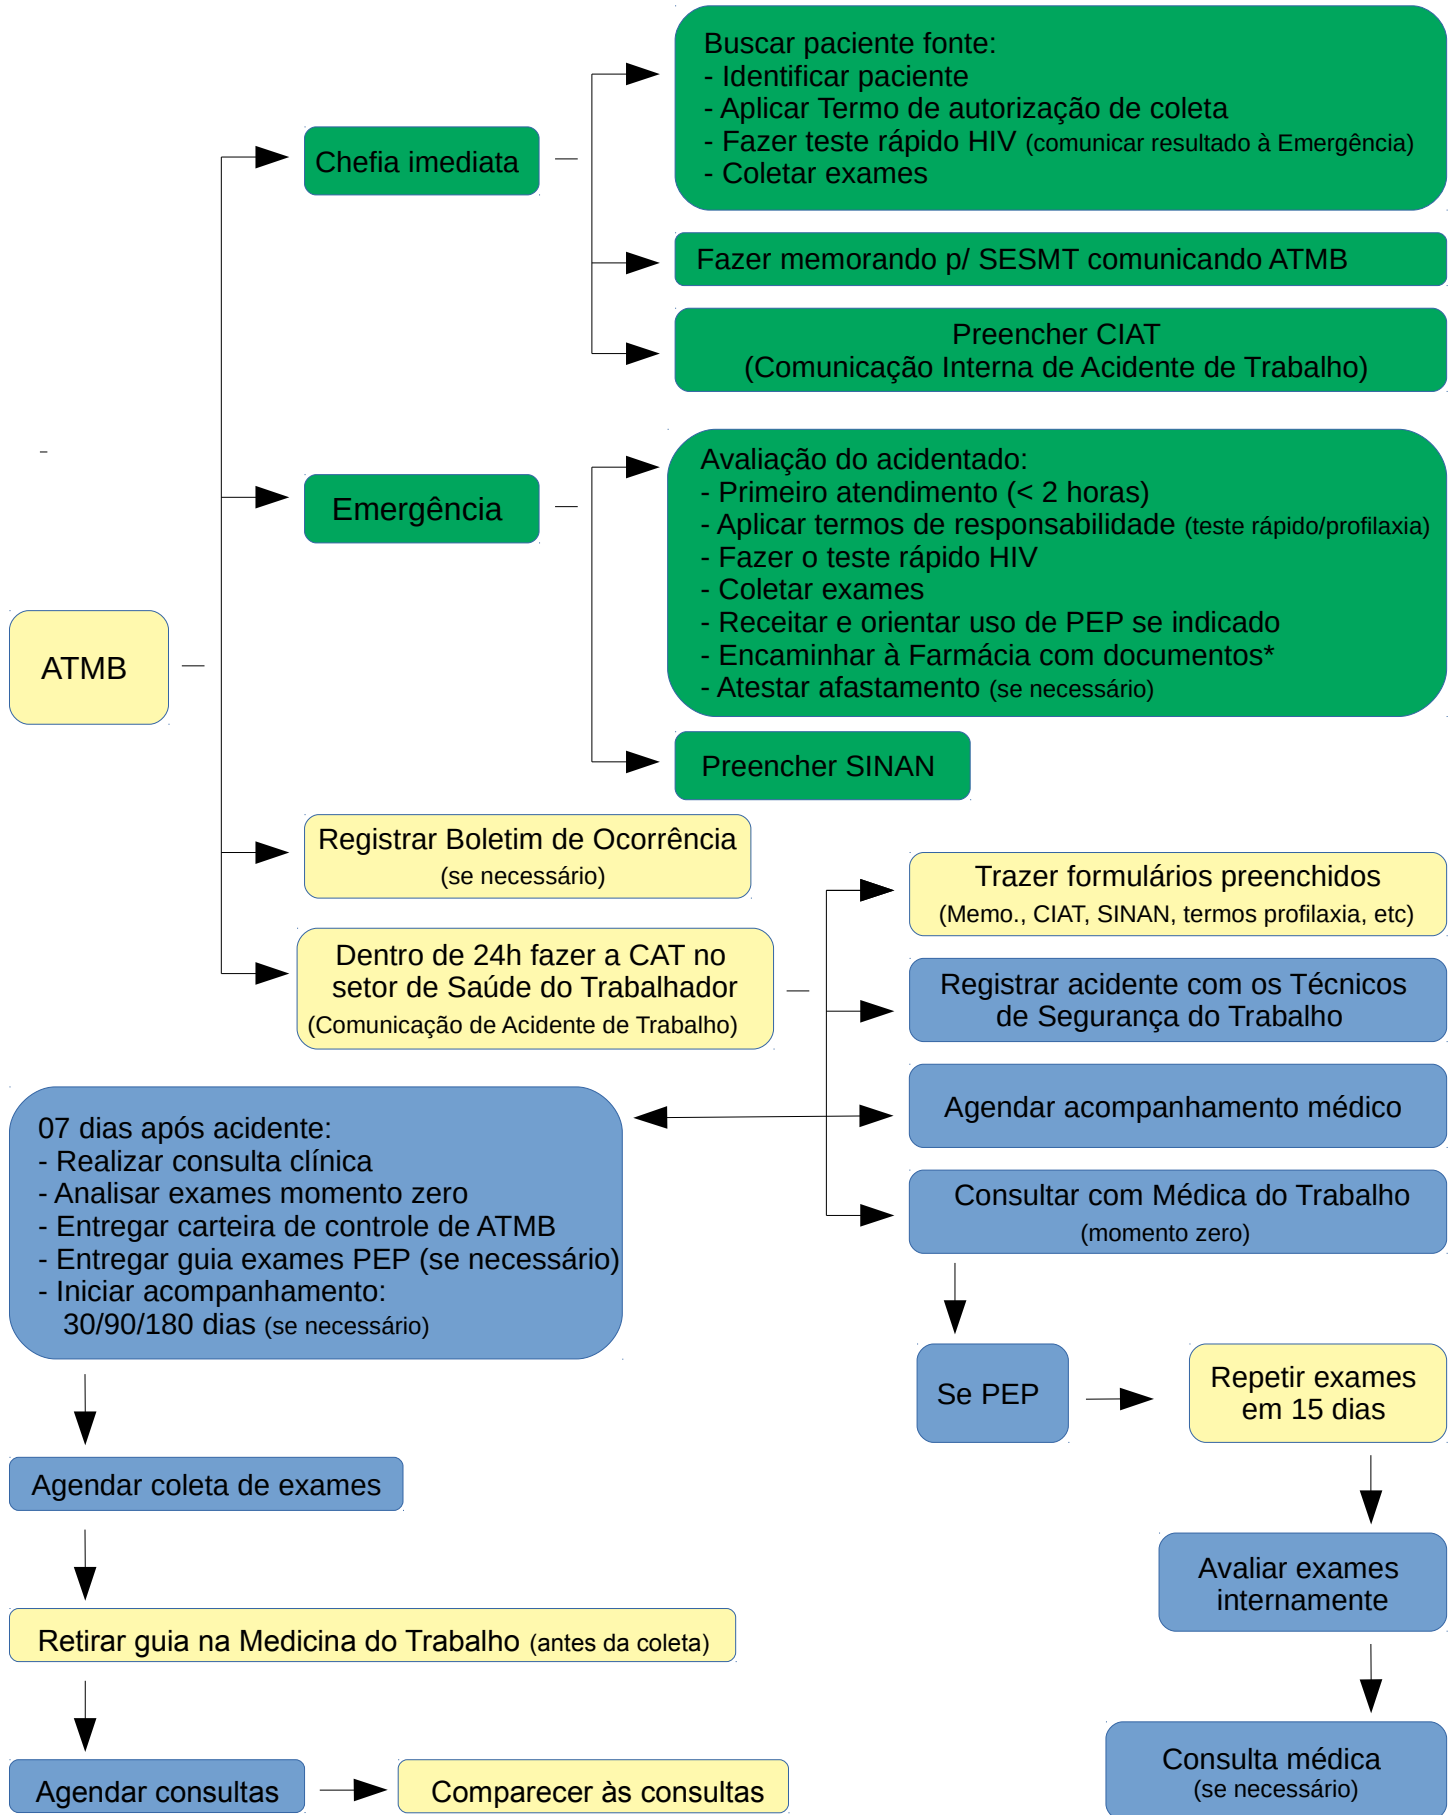 Buscar paciente fonte:
- Identificar paciente
- Aplicar Termo de autorização de coleta
- Fazer teste rápido HIV (comunicar resultado à Emergência)
- Coletar exames
Chefia imediata
Fazer memorando p/ SESMT comunicando ATMB
Preencher CIAT
(Comunicação Interna de Acidente de Trabalho)
Avaliação do acidentado:
- Primeiro atendimento (< 2 horas)
- Aplicar termos de responsabilidade (teste rápido/profilaxia)
- Fazer o teste rápido HIV
- Coletar exames
- Receitar e orientar uso de PEP se indicado
- Encaminhar à Farmácia com documentos*
- Atestar afastamento (se necessário)
Emergência
ATMB
Preencher SINAN
Registrar Boletim de Ocorrência
(se necessário)
Dentro de 24h fazer a CAT no
setor de Saúde do Trabalhador
(Comunicação de Acidente de Trabalho)
Trazer formulários preenchidos
(Memo., CIAT, SINAN, termos profilaxia, etc)
Registrar acidente com os Técnicos
de Segurança do Trabalho
Agendar acompanhamento médico
Consultar com Médica do Trabalho
(momento zero)
07 dias após acidente:
- Realizar consulta clínica
- Analisar exames momento zero
- Entregar carteira de controle de ATMB
- Entregar guia exames PEP (se necessário)
- Iniciar acompanhamento:
30/90/180 dias (se necessário)
Se PEP
Repetir exames
em 15 dias
Agendar coleta de exames
Avaliar exames
internamente
Retirar guia na Medicina do Trabalho (antes da coleta)
Consulta médica
(se necessário)
Agendar consultas
Comparecer às consultas